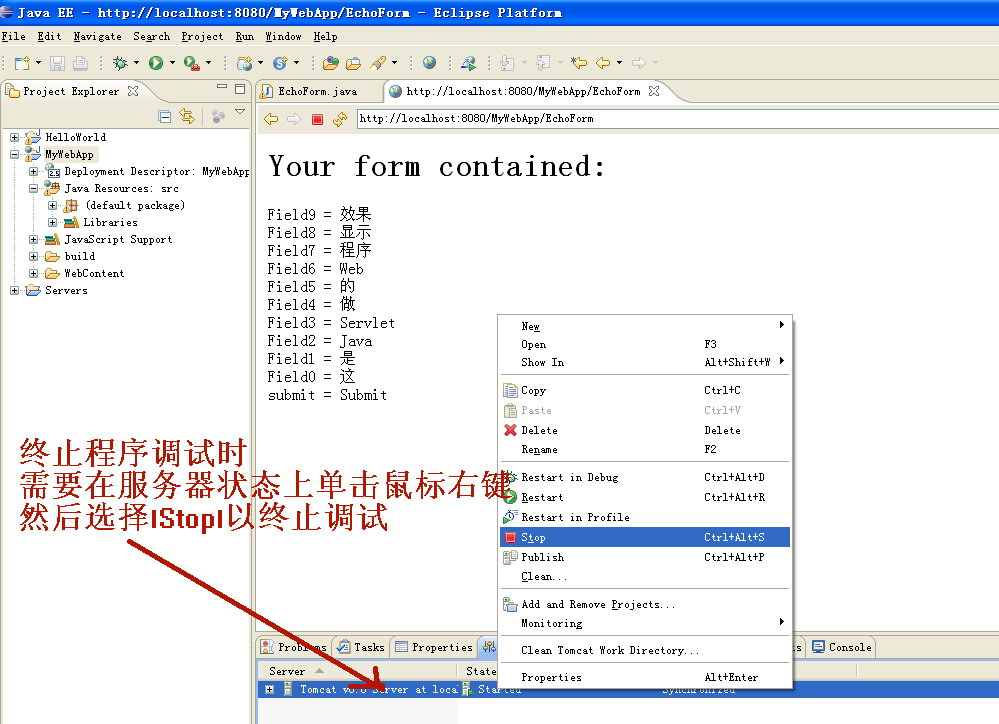 Java EE - http://localhost:8080/MyWebApp/EchoForm - Eclipse Platform
File Edit Navigate Search Project Run Window Help
Project Explorer
EchoForm.java
http://localhost:8080/MyWebApp/EchoForm
http://localhost:8080/MyWebApp/EchoForm
HelloWorld
MyWebApp
Deployment Descriptor: MyWebApp
Java Resources: src
(default package)
Libraries
JavaScript Support
build
WebContent
Servers
Your form contained:
Field9 = 效果
Field8 = 显示
Field7 = 程序
Field6 = Web
Field5 = 的
Field4 = 做
Field3 = Servlet
Field2 = Java
Field1 = 是
Field0 = 这
submit = Submit
终止程序调试时
需要在服务器状态上单击鼠标右键
然后选择|Stop|以终止调试
New
Open F3
Show In Alt+Shift+W
Copy Ctrl+C
Paste Ctrl+V
Delete Delete
Rename F2
Restart in Debug Ctrl+Alt+D
Restart Ctrl+Alt+R
Restart in Profile
Stop Ctrl+Alt+S
Publish Ctrl+Alt+P
Clean...
Add and Remove Projects...
Monitoring
Clean Tomcat Work Directory...
Properties Alt+Enter
Problems Tasks Properties Console
Server State
Tomcat Server at loca Started Synchronized